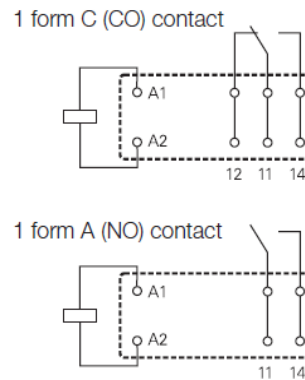 1 form C (CO) contact
A1
A2
12 11 14
1 form A (NO) contact
A1
A2
11 14